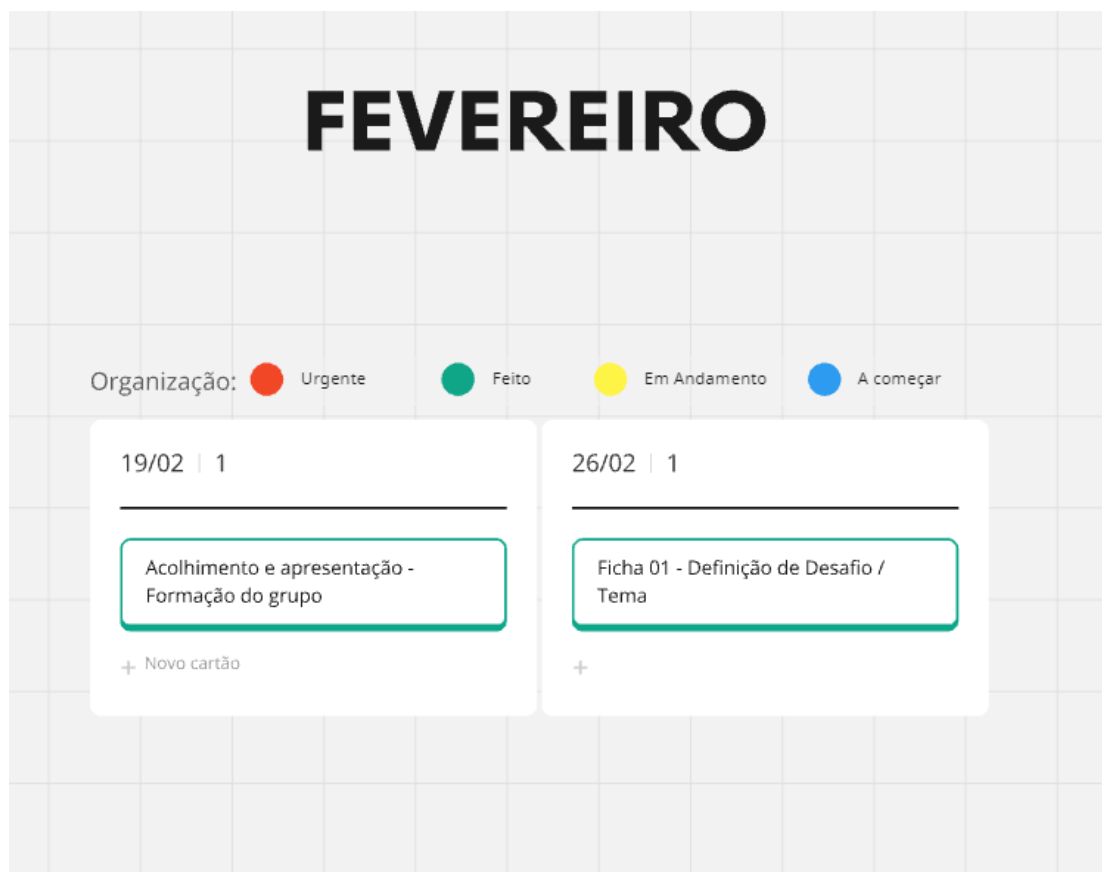 FEVEREIRO
Organização: Urgente Feito Em Andamento A começar
19/02 | 1
Acolhimento e apresentação -
Formação do grupo
+ Novo cartão
26/02 | 1
Ficha 01 - Definição de Desafio /
Tema
+